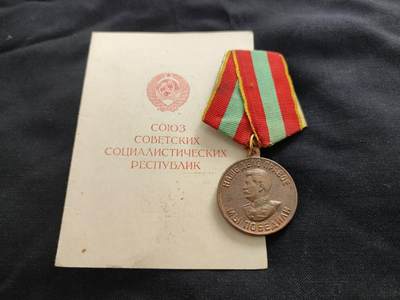 СОЮЗ
СОВЕТСКИХ
СОЦИАЛИСТИЧЕСКИХ
РЕСПУБЛИК
НАШЕ ДЕЛО ПРАВОЕ
МЫ ПОБЕДИЛИ